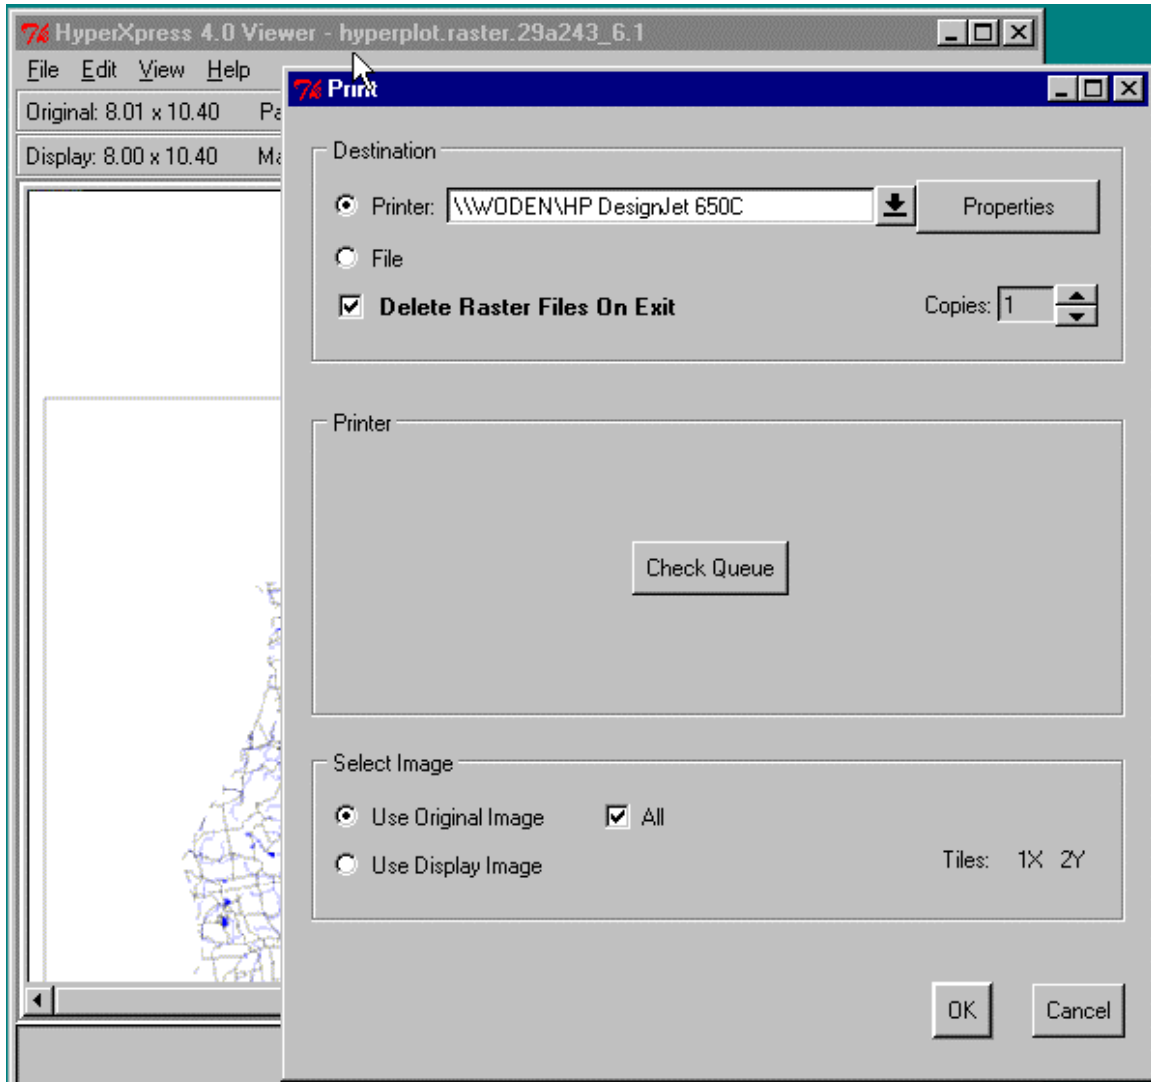 HyperXpress 4.0 Viewer - hyperplot.raster.29a243_6.1
File Edit View Help
Original: 8.01 x 10.40
Display: 8.00 x 10.40
Print
Destination
Printer: \\WODEN\HP DesignJet 650C Properties
File
Delete Raster Files On Exit Copies: 1
Printer
Check Queue
Select Image
Use Original Image All
Use Display Image Tiles: 1X 2Y
OK Cancel